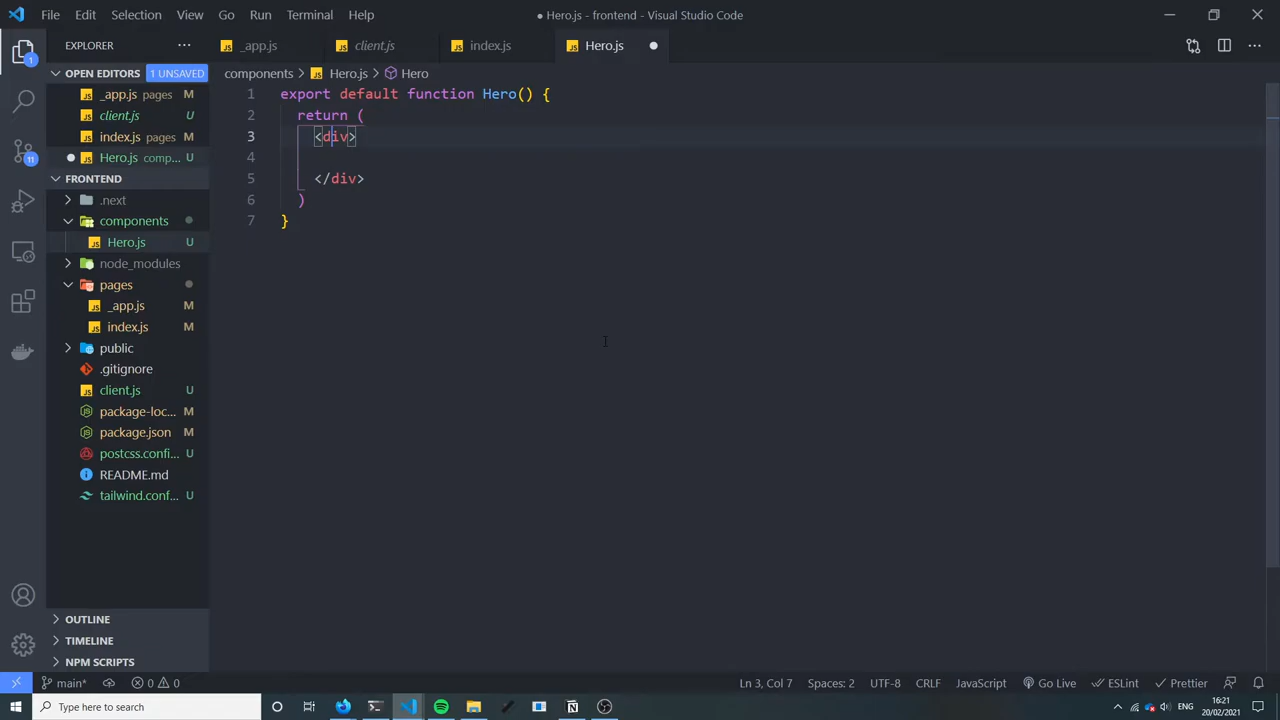 File Edit Selection View Go Run Terminal Help
● Hero.js - frontend - Visual Studio Code
EXPLORER
_app.js
client.js
index.js
Hero.js
OPEN EDITORS 1 UNSAVED
components > Hero.js > Hero
_app.js pages M
client.js U
index.js pages M
Hero.js comp... U
FRONTEND
.next
components
Hero.js U
node_modules
pages
_app.js M
index.js M
public
.gitignore
client.js U
package-loc... M
package.json M
postcss.confi... U
README.md M
tailwind.conf... U
OUTLINE
TIMELINE
NPM SCRIPTS
1
11
1 export default function Hero() {
2 return (
3 <div>
4
5 </div>
6 )
7 }
main* 0 0
Ln 3, Col 7 Spaces: 2 UTF-8 CRLF JavaScript Go Live ESLint Prettier
Type here to search
ENG
16:21
20/02/2021